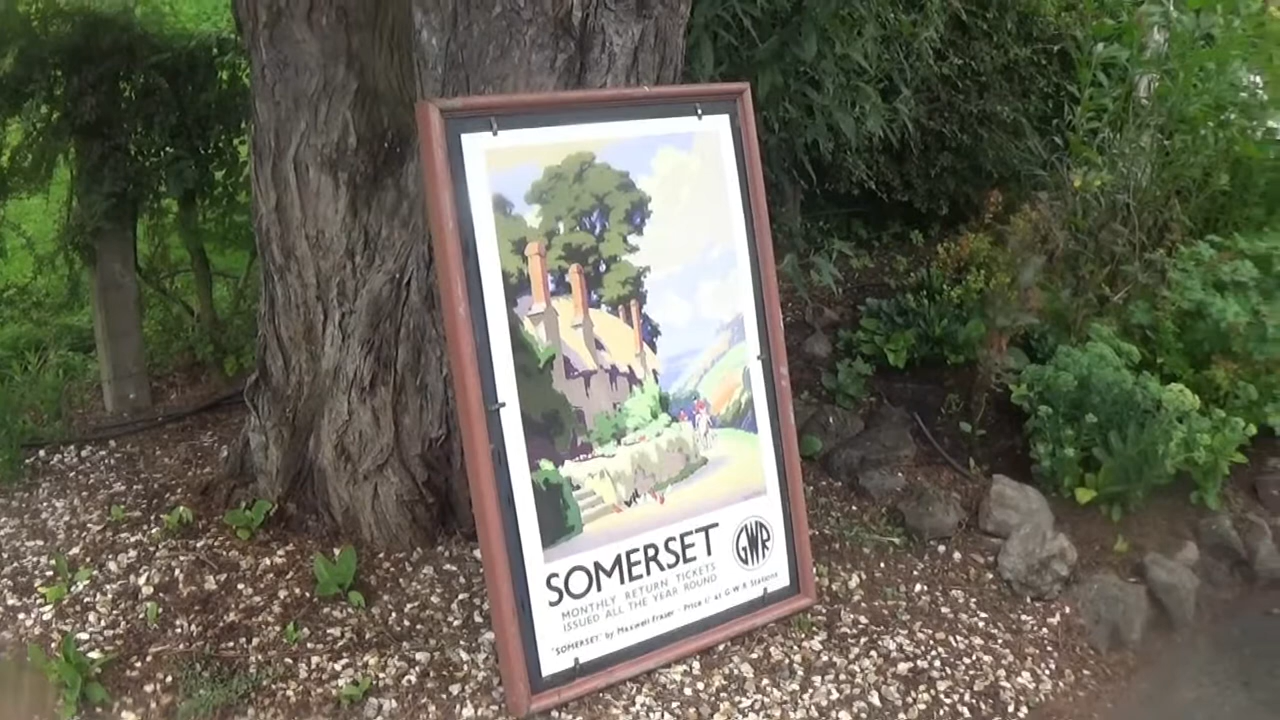 SOMERSET
GWR
MONTHLY RETURN TICKETS
ISSUED ALL THE YEAR ROUND
"SOMERSET" by Maxwell Fraser - Price 1/- at G.W.R. Stations